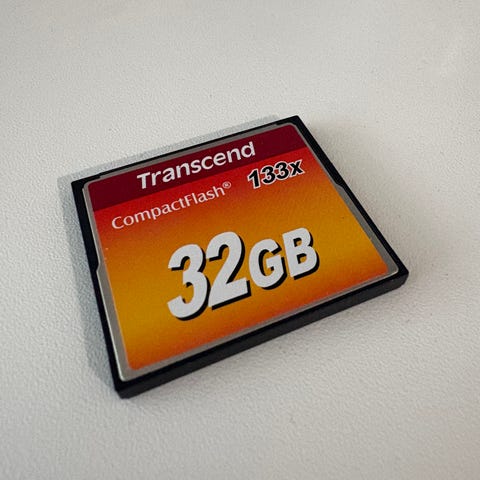 Transcend
CompactFlash® 133x
32GB